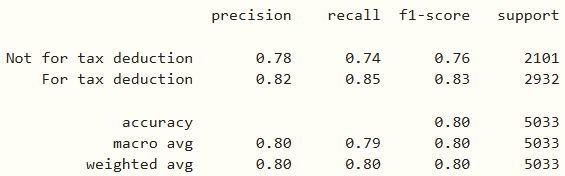 precision recall f1-score support
Not for tax deduction 0.78 0.74 0.76 2101
For tax deduction 0.82 0.85 0.83 2932
accuracy 0.80 5033
macro avg 0.80 0.79 0.80 5033
weighted avg 0.80 0.80 0.80 5033